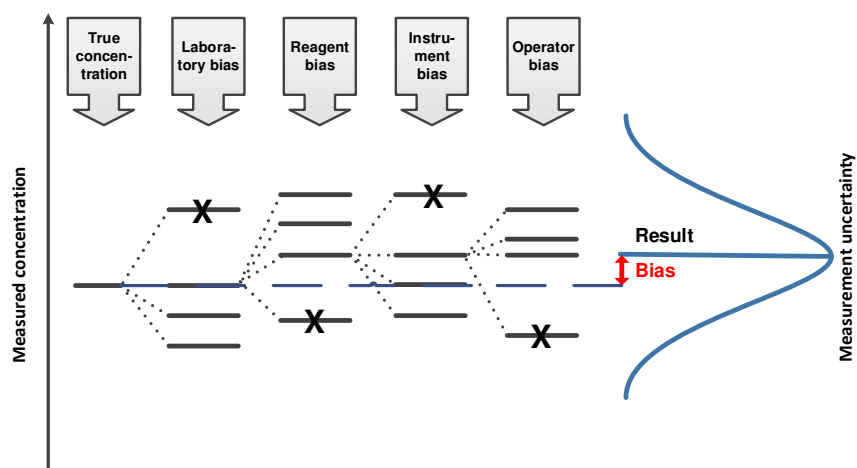 True
concen-
tration
Labora-
tory bias
Reagent
bias
Instru-
ment
bias
Operator
bias
Measured concentration
X
X
X
X
Result
Bias
Measurement uncertainty